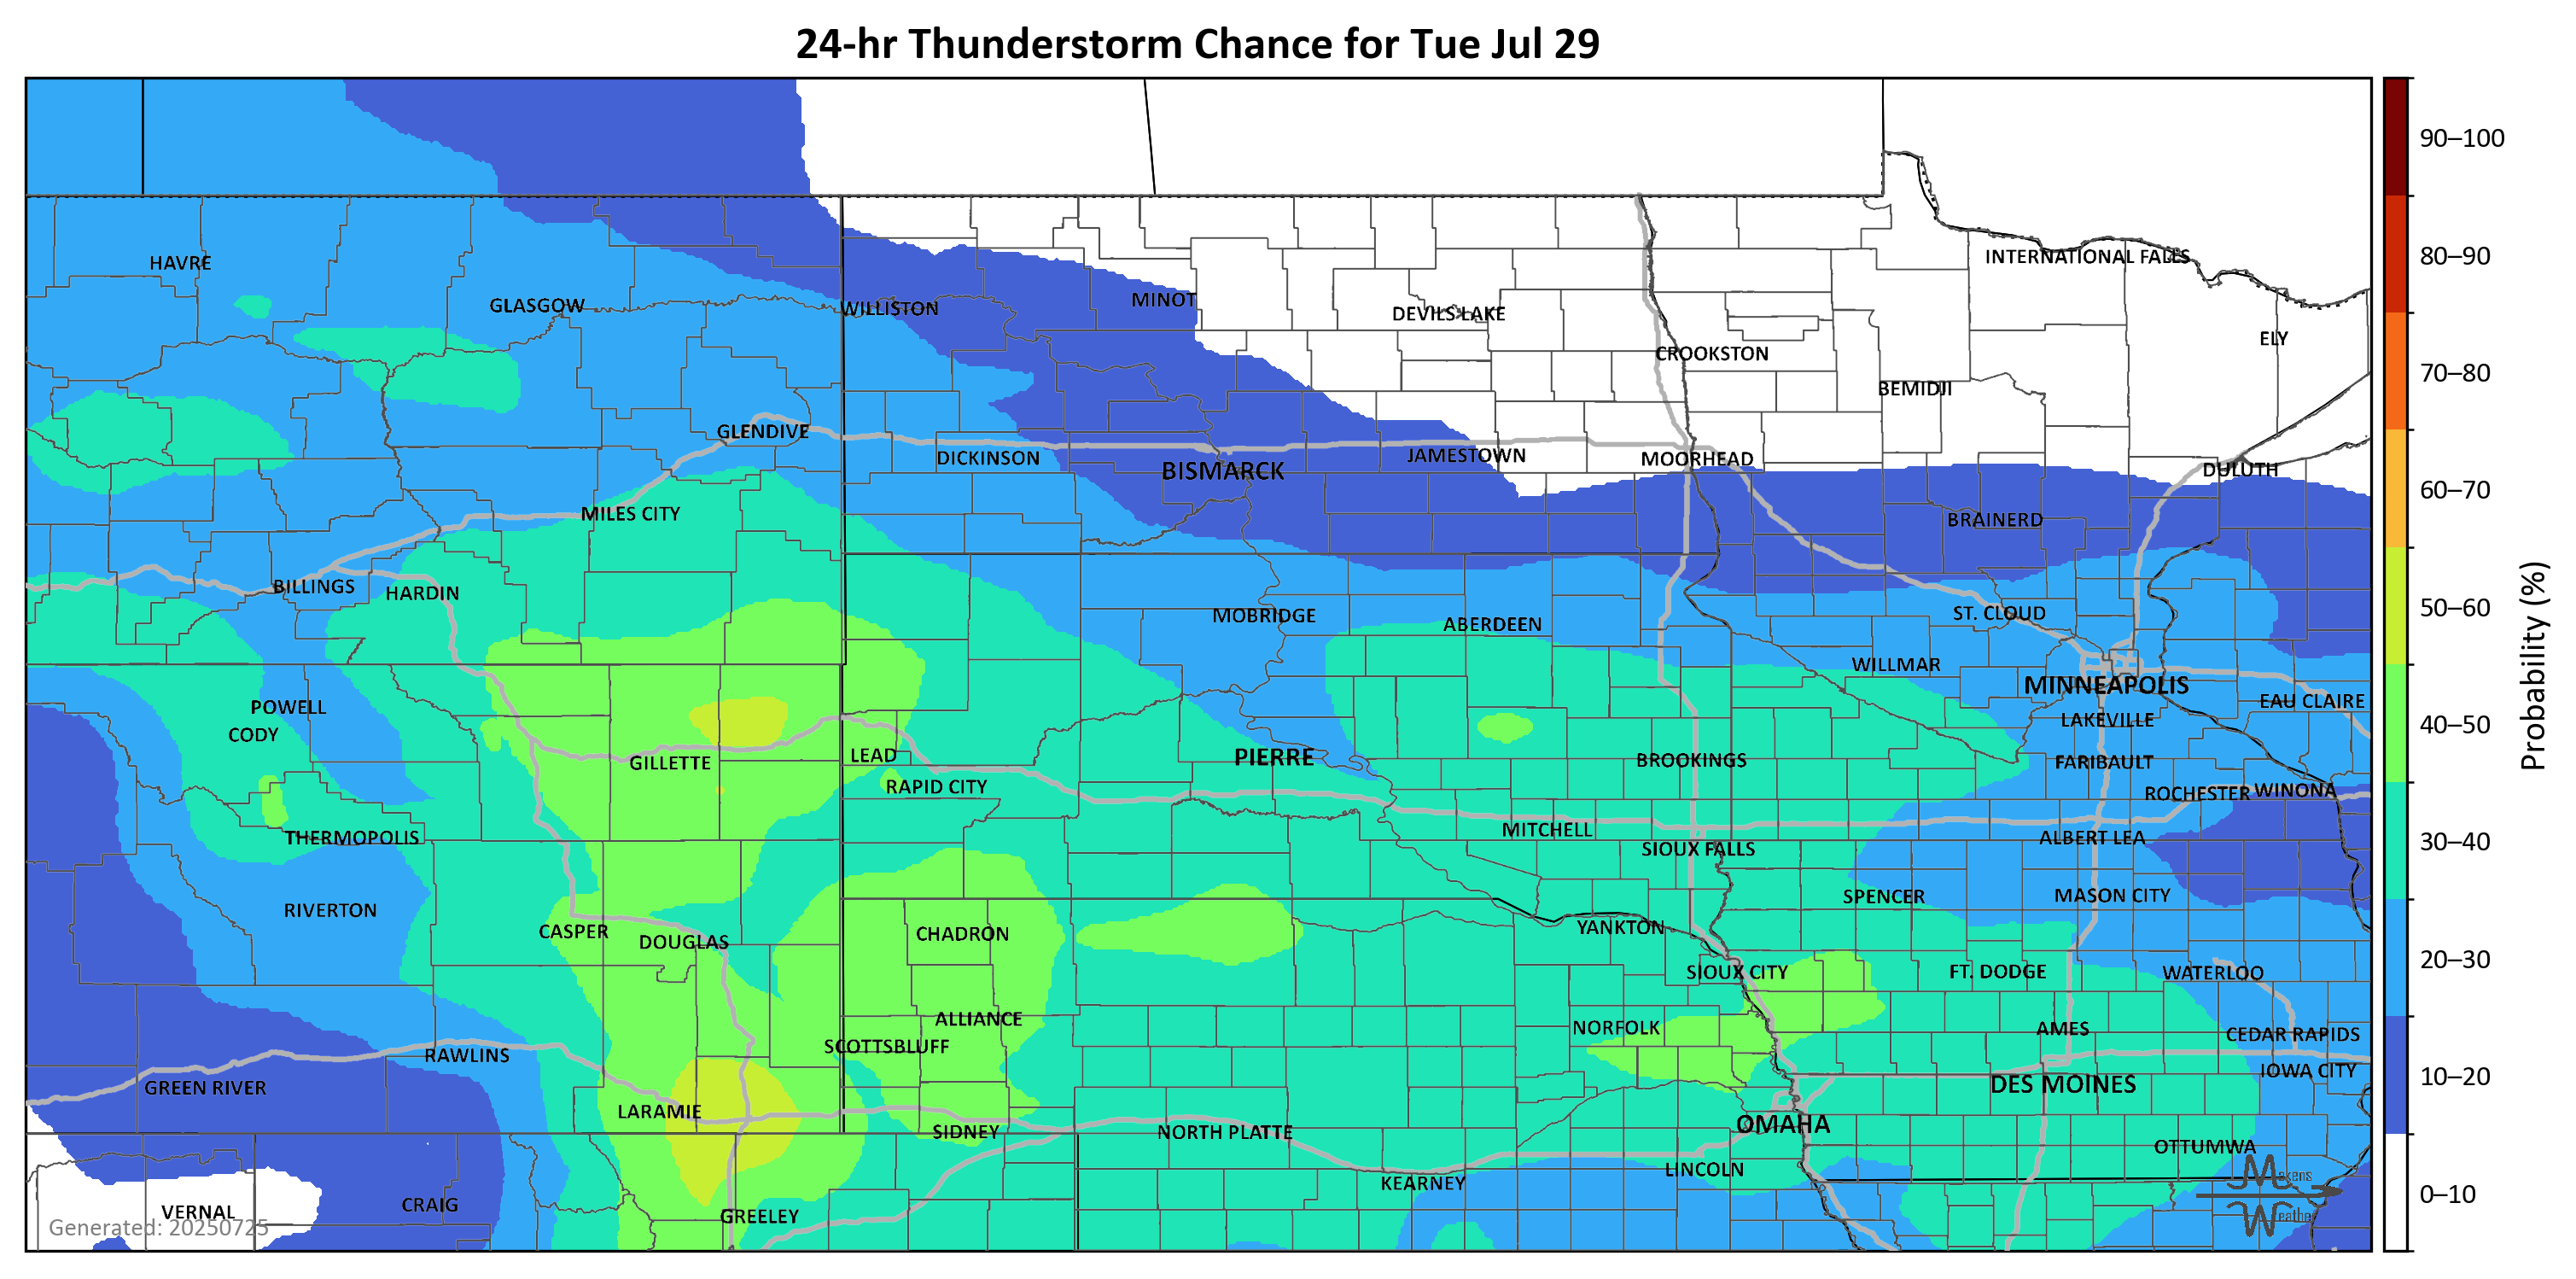 24-hr Thunderstorm Chance for Tue Jul 29
90–100
INTERNATIONAL FALLS
80–90
HAVRE
MINOT
GLASGOW
WILLISTON
DEVILS LAKE
ELY
CROOKSTON
70–80
BEMIDJI
GLENDIVE
DICKINSON
JAMESTOWN
MOORHEAD
BISMARCK
DULUTH
60–70
MILES CITY
BRAINERD
BILLINGS
HARDIN
50–60
MOBRIDGE
ST. CLOUD
ABERDEEN
WILLMAR
Probability (%)
MINNEAPOLIS
POWELL
EAU CLAIRE
LAKEVILLE
40–50
CODY
LEAD
PIERRE
BROOKINGS
GILLETTE
FARIBAULT
RAPID CITY
ROCHESTER
WINONA
MITCHELL
THERMOPOLIS
ALBERT LEA
30–40
SIOUX FALLS
SPENCER
MASON CITY
RIVERTON
YANKTON
CASPER
CHADRON
DOUGLAS
20–30
SIOUX CITY
FT. DODGE
WATERLOO
ALLIANCE
NORFOLK
AMES
CEDAR RAPIDS
SCOTTSBLUFF
RAWLINS
IOWA CITY
10–20
GREEN RIVER
DES MOINES
LARAMIE
OMAHA
SIDNEY
NORTH PLATTE
OTTUMWA
LINCOLN
Makens
KEARNEY
0–10
CRAIG
VERNAL
GREELEY
Weather
Generated: 20250725